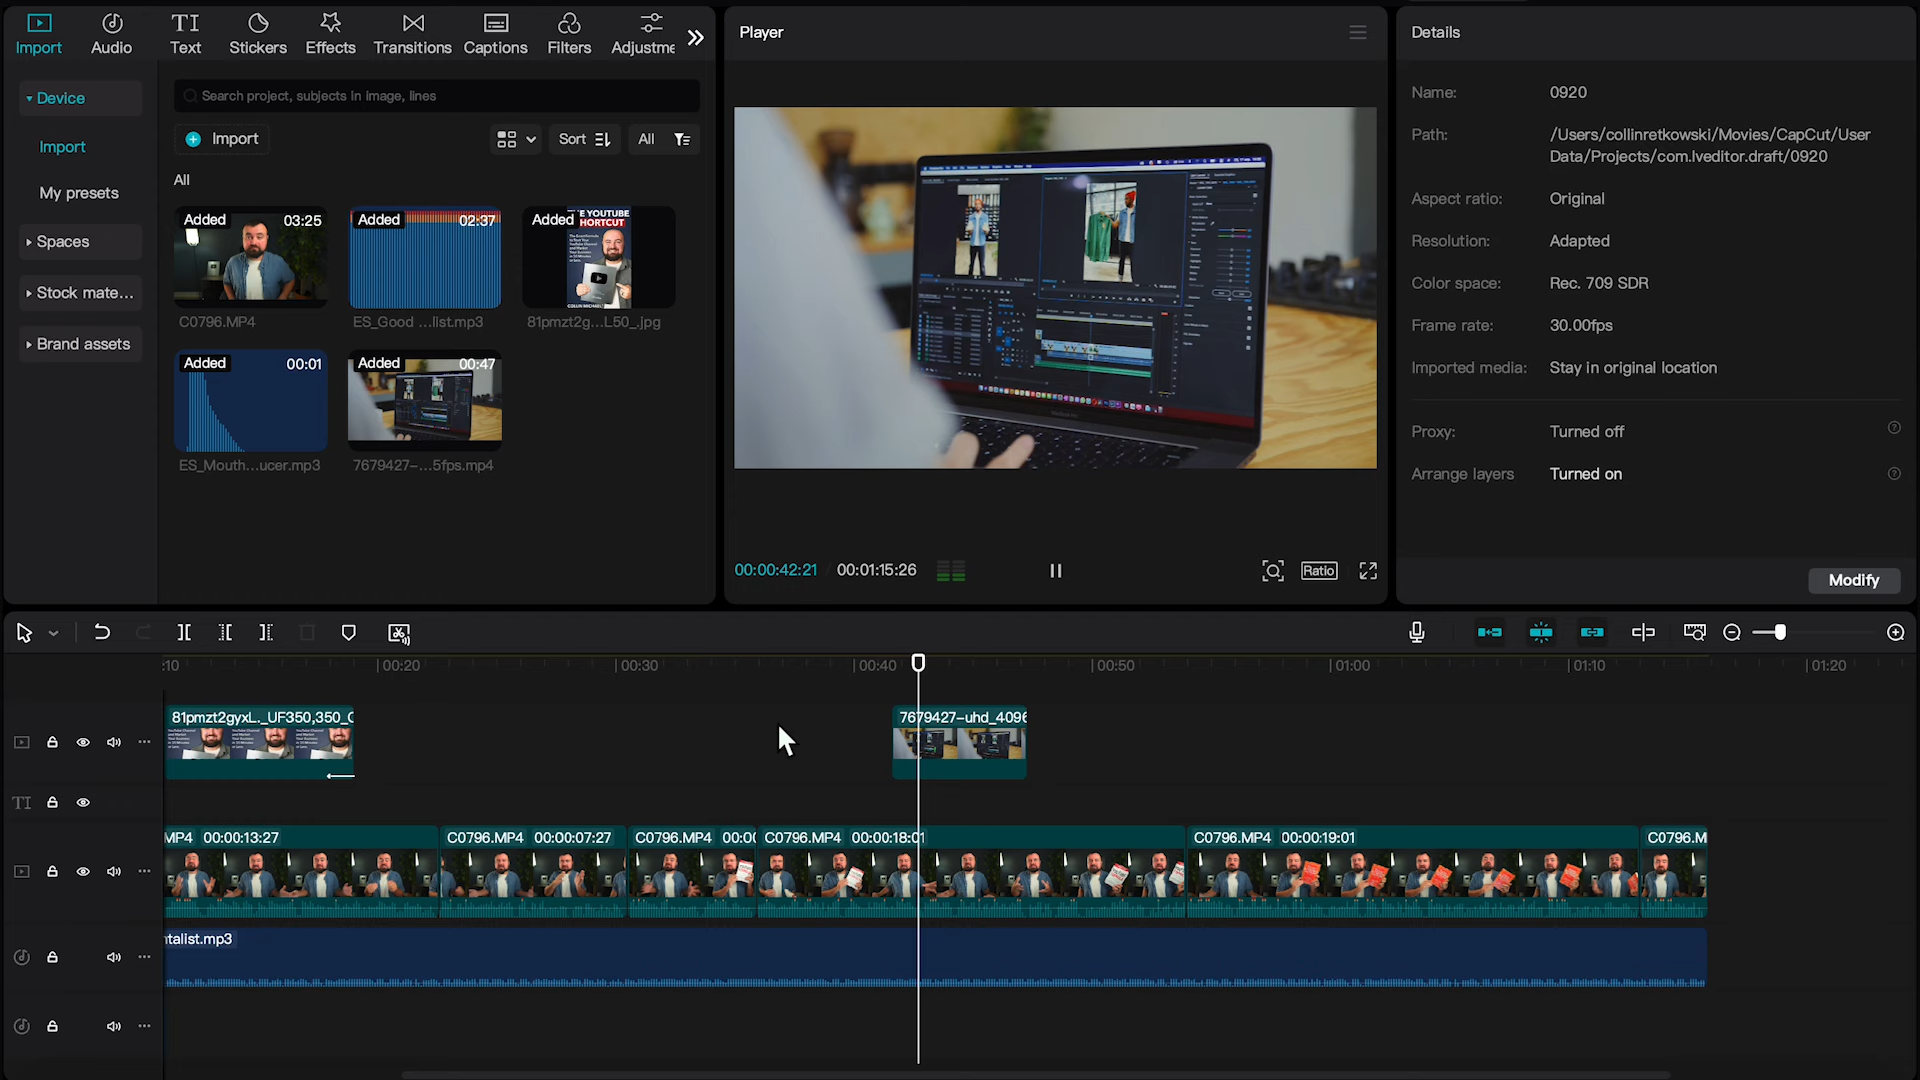 Import
Audio
Text
Stickers
Effects
Transitions
Captions
Filters
Adjustme
Player
Details
Device
Import
My presets
Spaces
Stock mate...
Brand assets
Search project, subjects in image, lines
Import
Sort
All
All
Added 03:25
C0796.MP4
Added 02:37
ES_Good ...list.mp3
Added
E YOUTUBE
HORTCUT
81pmzt2g...L50_.jpg
Added 00:01
ES_Mouth...ucer.mp3
Added 00:47
7679427-...5fps.mp4
00:00:42:21
00:01:15:26
Ratio
Name: 0920
Path: /Users/collinretkowski/Movies/CapCut/User
Data/Projects/com.lveditor.draft/0920
Aspect ratio: Original
Resolution: Adapted
Color space: Rec. 709 SDR
Frame rate: 30.00fps
Imported media: Stay in original location
Proxy: Turned off
Arrange layers Turned on
Modify
:10
00:20
00:30
00:40
00:50
01:00
01:10
01:20
81pmzt2gyxL._UF350,350_
7679427-uhd_4096
TI
MP4 00:00:13:27
C0796.MP4 00:00:07:27
C0796.MP4 00:00
C0796.MP4 00:00:18:01
C0796.MP4 00:00:19:01
C0796.M
talist.mp3